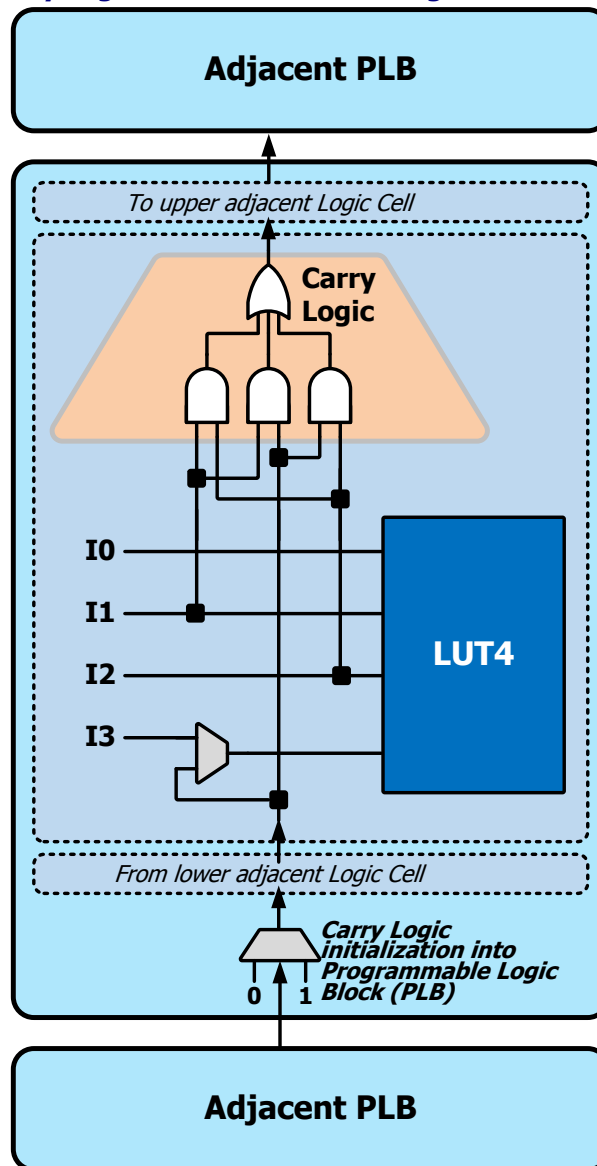 Adjacent PLB
To upper adjacent Logic Cell
Carry
Logic
I0
I1
LUT4
I2
I3
From lower adjacent Logic Cell
Carry Logic
initialization into
Programmable Logic
Block (PLB)
0 1
Adjacent PLB